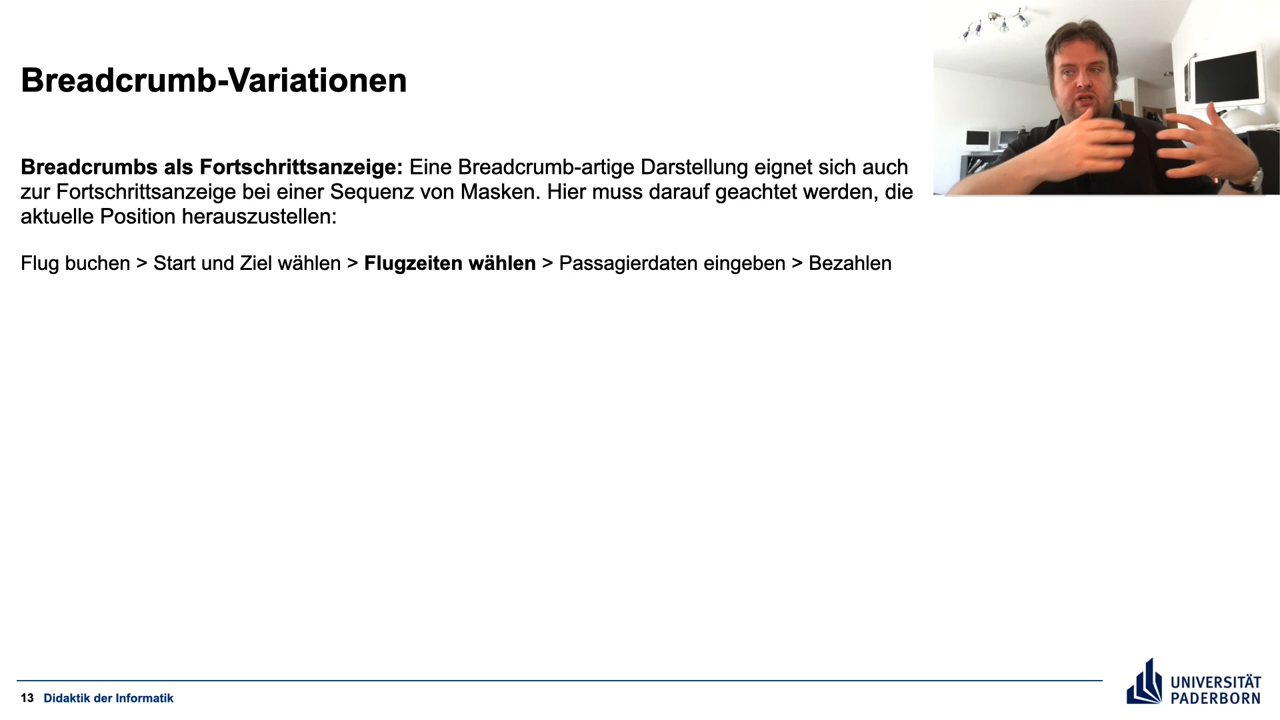 Breadcrumb-Variationen
Breadcrumbs als Fortschrittsanzeige: Eine Breadcrumb-artige Darstellung eignet sich auch
zur Fortschrittsanzeige bei einer Sequenz von Masken. Hier muss darauf geachtet werden, die
aktuelle Position herauszustellen:
Flug buchen > Start und Ziel wählen > Flugzeiten wählen > Passagierdaten eingeben > Bezahlen
13 Didaktik der Informatik
UNIVERSITÄT
PADERBORN